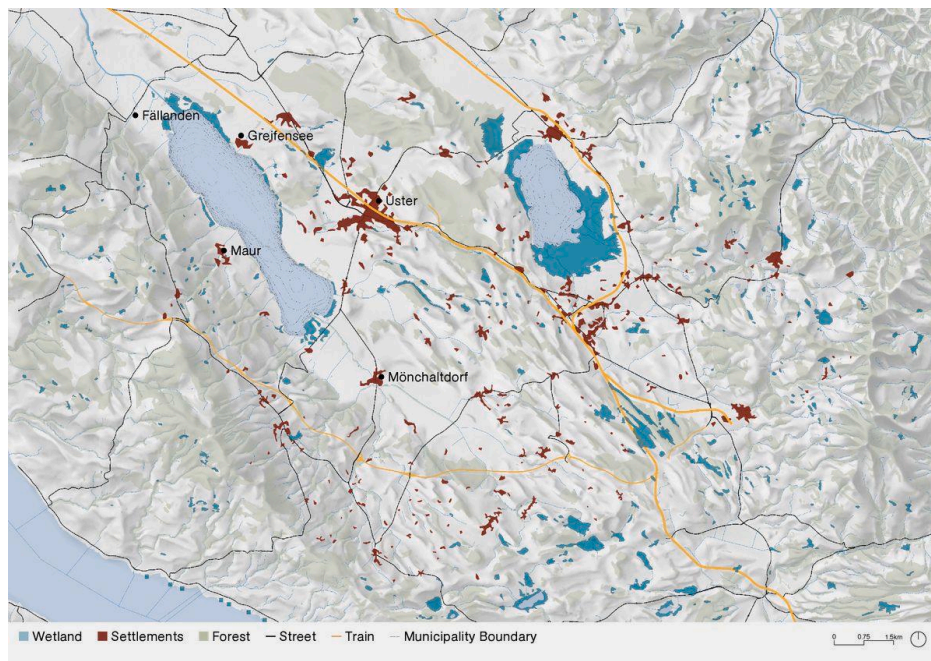 Fällanden
Greifensee
Uster
Maur
Mönchaltdorf
Wetland Settlements Forest Street Train Municipality Boundary
0 0.75 1.5km